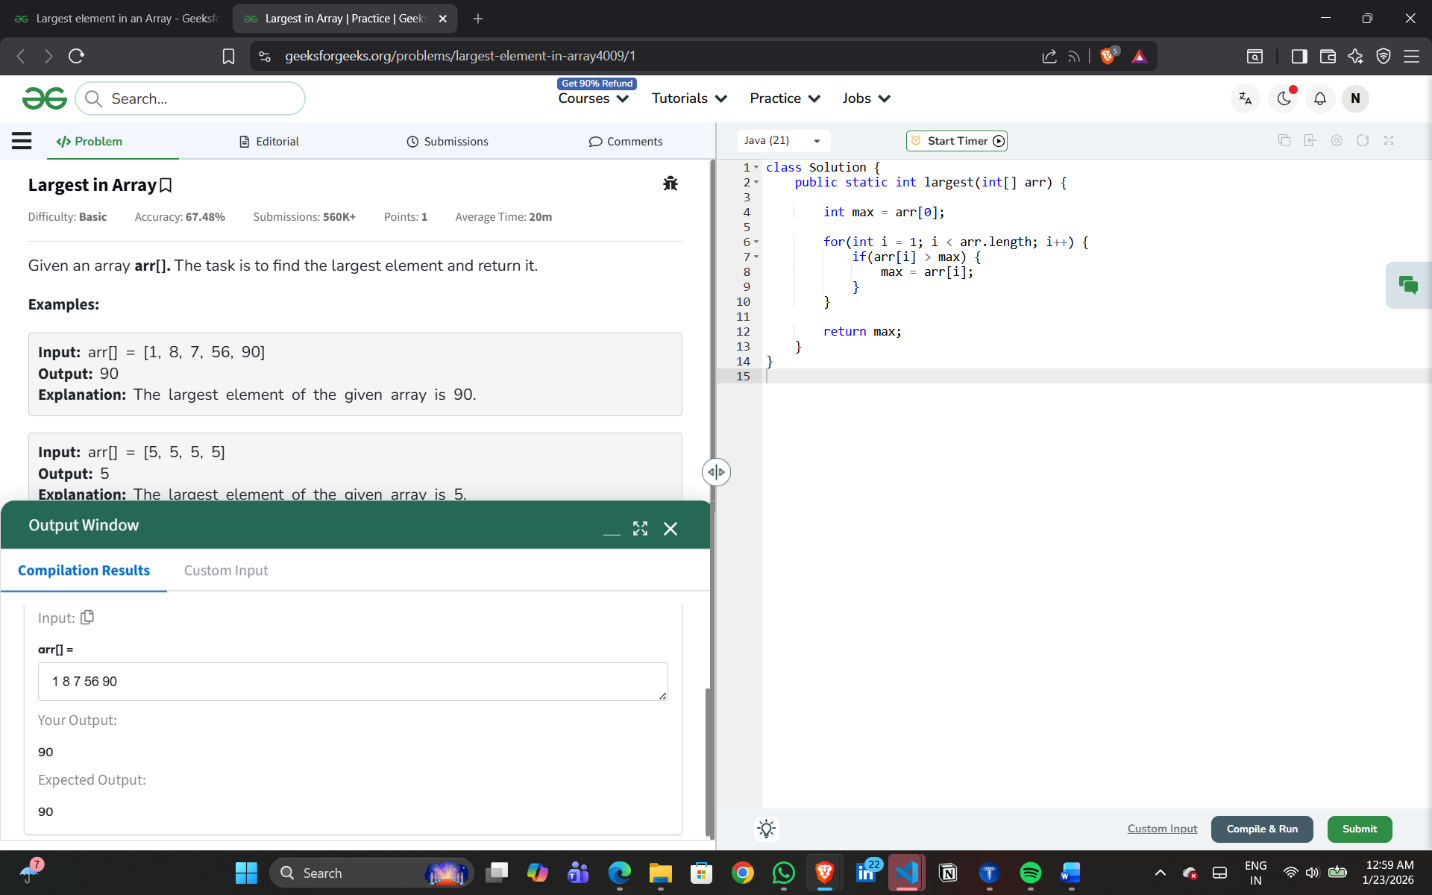 Largest element in an Array - Geeksf
Largest in Array | Practice | Geek
geeksforgeeks.org/problems/largest-element-in-array4009/1
5
Search...
Get 90% Refund
Courses
Tutorials
Practice
Jobs
N
Problem
Editorial
Submissions
Comments
Java (21)
Start Timer
Largest in Array
Difficulty: Basic Accuracy: 67.48% Submissions: 560K+ Points: 1 Average Time: 20m
Given an array arr[]. The task is to find the largest element and return it.
Examples:
Input: arr[] = [1, 8, 7, 56, 90]
Output: 90
Explanation: The largest element of the given array is 90.
Input: arr[] = [5, 5, 5, 5]
Output: 5
Explanation: The largest element of the given array is 5.
Output Window
Compilation Results
Custom Input
Input:
arr[] =
1 8 7 56 90
Your Output:
90
Expected Output:
90
1 class Solution {
2 public static int largest(int[] arr) {
3
4 int max = arr[0];
5
6 for(int i = 1; i < arr.length; i++) {
7 if(arr[i] > max) {
8 max = arr[i];
9 }
10 }
11
12 return max;
13 }
14 }
15
Custom Input
Compile & Run
Submit
7
Search
22
ENG
IN
12:59 AM
1/23/2026